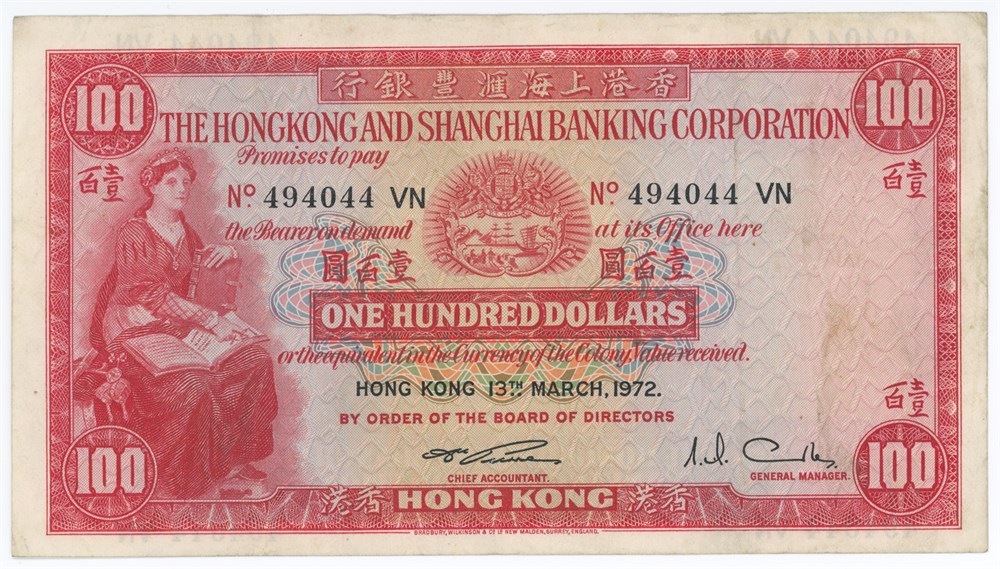 行銀豐滙海上港香
100 100
THE HONGKONG AND SHANGHAI BANKING CORPORATION
Promises to pay
百壹 百壹
No. 494044 VN No. 494044 VN
the Bearer on demand at its Office here
圓百壹 圓百壹
ONE HUNDRED DOLLARS
or the equivalent in the Currency of the Colony, Value received.
HONG KONG 13TH MARCH, 1972.
百壹
BY ORDER OF THE BOARD OF DIRECTORS
CHIEF ACCOUNTANT. GENERAL MANAGER.
100 100
港香 HONG KONG 港香
BRADBURY, WILKINSON & CO LD NEW MALDEN, SURREY, ENGLAND.